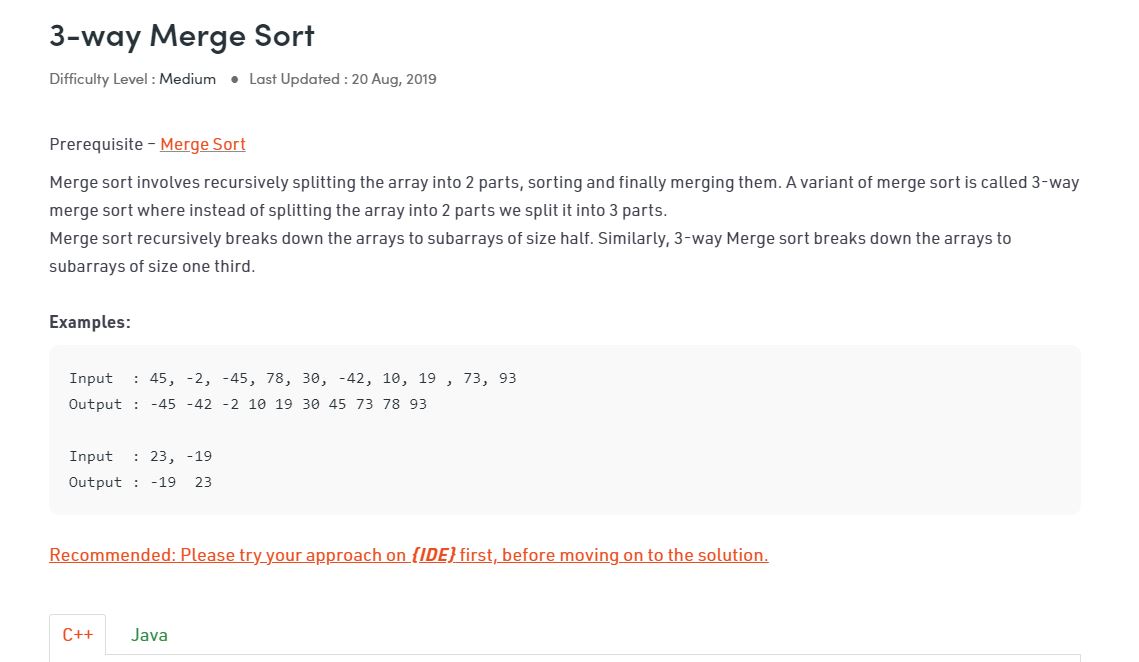 3-way Merge Sort
Difficulty Level : Medium ● Last Updated : 20 Aug, 2019
Prerequisite – Merge Sort
Merge sort involves recursively splitting the array into 2 parts, sorting and finally merging them. A variant of merge sort is called 3-way
merge sort where instead of splitting the array into 2 parts we split it into 3 parts.
Merge sort recursively breaks down the arrays to subarrays of size half. Similarly, 3-way Merge sort breaks down the arrays to
subarrays of size one third.
Examples:
Input  : 45, -2, -45, 78, 30, -42, 10, 19 , 73, 93
Output : -45 -42 -2 10 19 30 45 73 78 93
Input  : 23, -19
Output : -19  23
Recommended: Please try your approach on {IDE} first, before moving on to the solution.
C++ Java